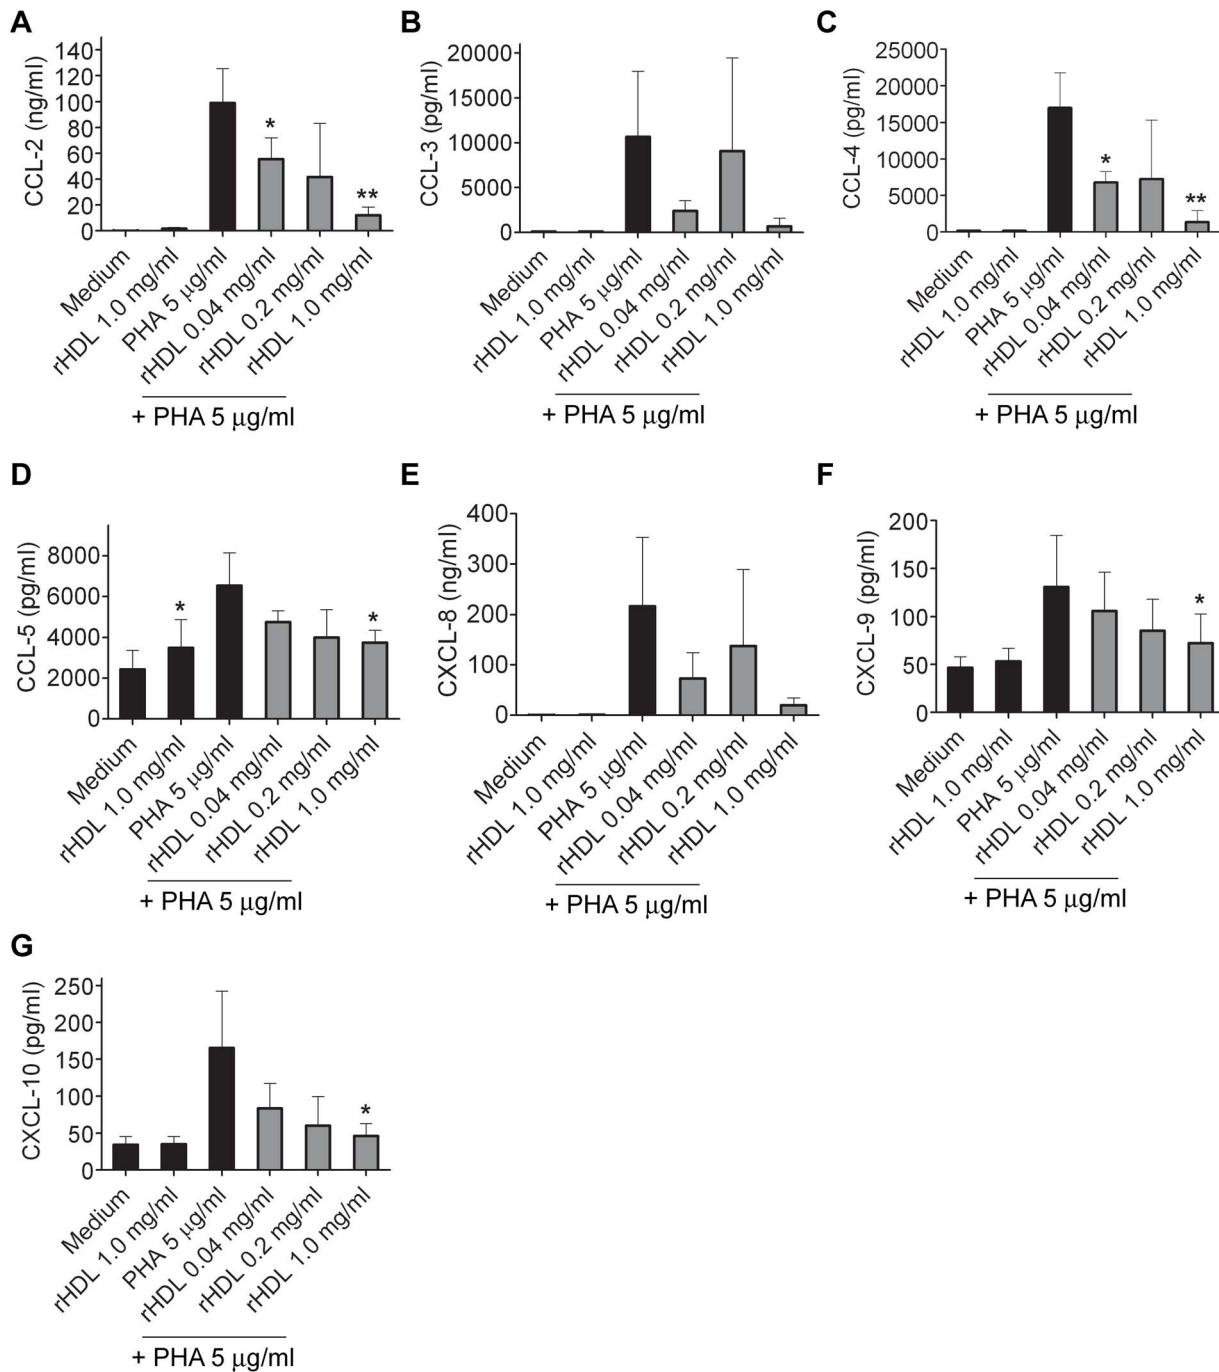 A
CCL-2 (ng/ml)
140
120
100
80
60
40
20
0
*
**
Medium
rHDL 1.0 mg/ml
PHA 5 μg/ml
rHDL 0.04 mg/ml
rHDL 0.2 mg/ml
rHDL 1.0 mg/ml
+ PHA 5 μg/ml
B
CCL-3 (pg/ml)
20000
15000
10000
5000
0
Medium
rHDL 1.0 mg/ml
PHA 5 μg/ml
rHDL 0.04 mg/ml
rHDL 0.2 mg/ml
rHDL 1.0 mg/ml
+ PHA 5 μg/ml
C
CCL-4 (pg/ml)
25000
20000
15000
10000
5000
0
*
**
Medium
rHDL 1.0 mg/ml
PHA 5 μg/ml
rHDL 0.04 mg/ml
rHDL 0.2 mg/ml
rHDL 1.0 mg/ml
+ PHA 5 μg/ml
D
CCL-5 (pg/ml)
8000
6000
4000
2000
0
*
*
Medium
rHDL 1.0 mg/ml
PHA 5 μg/ml
rHDL 0.04 mg/ml
rHDL 0.2 mg/ml
rHDL 1.0 mg/ml
+ PHA 5 μg/ml
E
CXCL-8 (ng/ml)
400
300
200
100
0
Medium
rHDL 1.0 mg/ml
PHA 5 μg/ml
rHDL 0.04 mg/ml
rHDL 0.2 mg/ml
rHDL 1.0 mg/ml
+ PHA 5 μg/ml
F
CXCL-9 (pg/ml)
200
150
100
50
0
*
Medium
rHDL 1.0 mg/ml
PHA 5 μg/ml
rHDL 0.04 mg/ml
rHDL 0.2 mg/ml
rHDL 1.0 mg/ml
+ PHA 5 μg/ml
G
CXCL-10 (pg/ml)
250
200
150
100
50
0
*
Medium
rHDL 1.0 mg/ml
PHA 5 μg/ml
rHDL 0.04 mg/ml
rHDL 0.2 mg/ml
rHDL 1.0 mg/ml
+ PHA 5 μg/ml